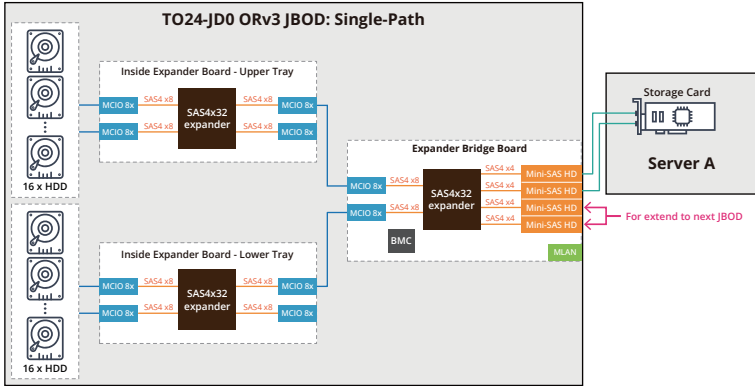 TO24-JD0 ORv3 JBOD: Single-Path
16 x HDD
Inside Expander Board - Upper Tray
MCIO 8x
SAS4 x8
SAS4x32
expander
SAS4 x8
MCIO 8x
MCIO 8x
SAS4 x8
SAS4 x8
MCIO 8x
16 x HDD
Inside Expander Board - Lower Tray
MCIO 8x
SAS4 x8
SAS4x32
expander
SAS4 x8
MCIO 8x
MCIO 8x
SAS4 x8
SAS4 x8
MCIO 8x
Expander Bridge Board
MCIO 8x
SAS4 x8
MCIO 8x
SAS4 x8
SAS4x32
expander
SAS4 x4
Mini-SAS HD
SAS4 x4
Mini-SAS HD
SAS4 x4
Mini-SAS HD
SAS4 x4
Mini-SAS HD
BMC
MLAN
Storage Card
Server A
For extend to next JBOD